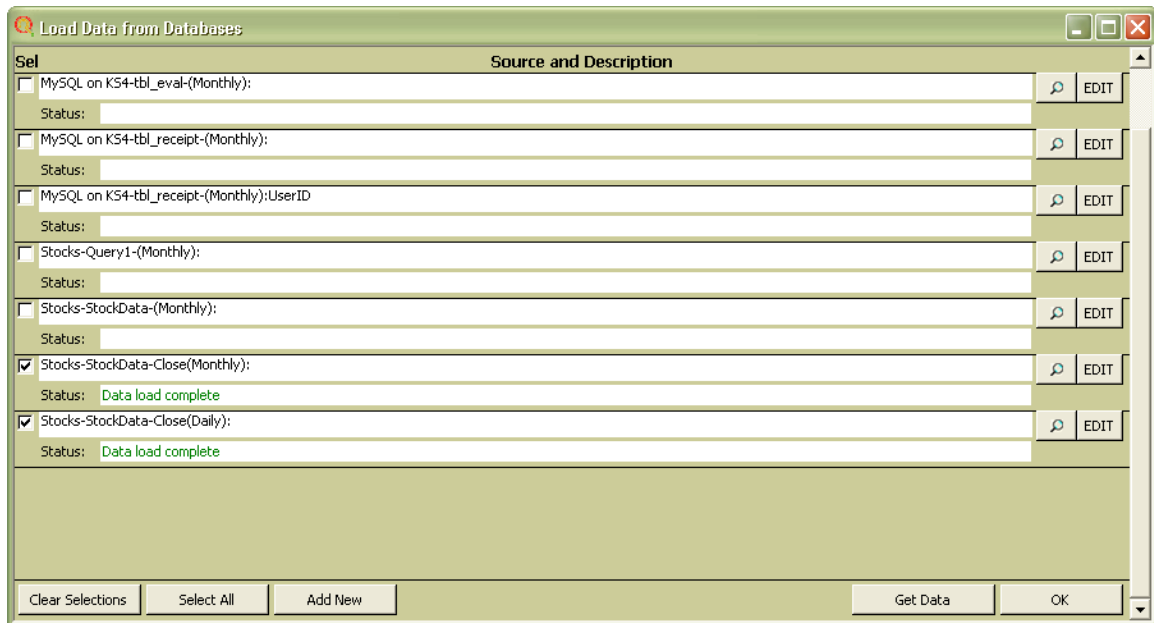 Load Data from Databases
Sel Source and Description
MySQL on KS4-tbl_eval-(Monthly): EDIT
Status:
MySQL on KS4-tbl_receipt-(Monthly): EDIT
Status:
MySQL on KS4-tbl_receipt-(Monthly):UserID EDIT
Status:
Stocks-Query1-(Monthly): EDIT
Status:
Stocks-StockData-(Monthly): EDIT
Status:
Stocks-StockData-Close(Monthly): EDIT
Status: Data load complete
Stocks-StockData-Close(Daily): EDIT
Status: Data load complete
Clear Selections Select All Add New Get Data OK